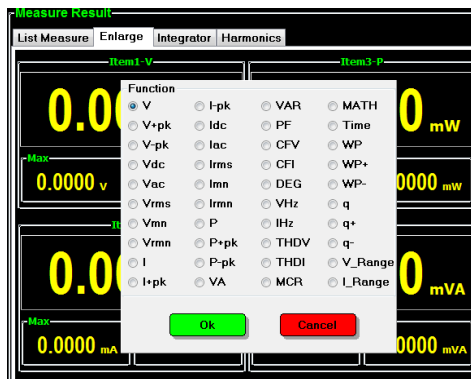 Measure Result
List Measure Enlarge Integrator Harmonics
Item1-V Item3-P
Function
V I-pk VAR MATH
V+pk Idc PF Time
V-pk Iac CFV WP
Vdc Irms CFI WP+
Vac Imn DEG WP-
Vrms Irmn VHz q
Vmn P IHz q+
Vrmn P+pk THDV q-
I P-pk THDI V_Range
I+pk VA MCR I_Range
Ok Cancel
0.00 0 mW
Max
0.0000 V 0000 mW
0.00 0 mVA
Max
0.0000 mA 0000 mVA